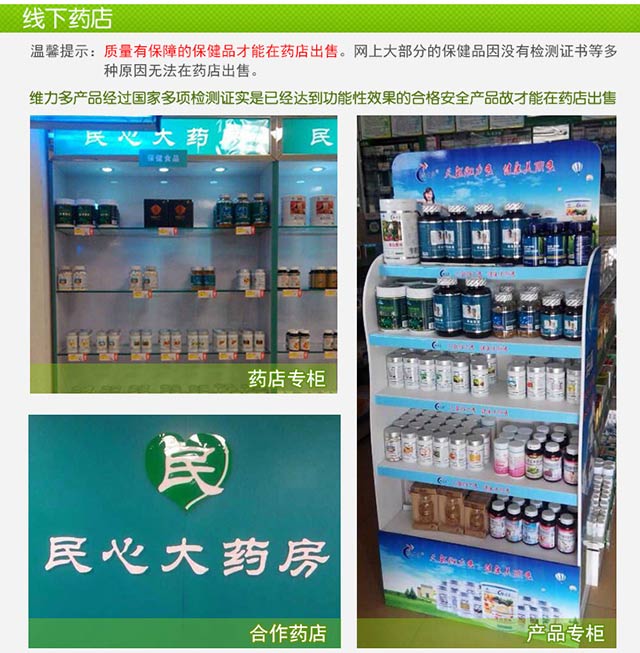 线下药店
温馨提示：质量有保障的保健品才能在药店出售。网上大部分的保健品因没有检测证书等多
种原因无法在药店出售。
维力多产品经过国家多项检测证实是已经达到功能性效果的合格安全产品故才能在药店出售
民心大药
民
保健食品
药店专柜
民
民心大药房
合作药店
产品专柜